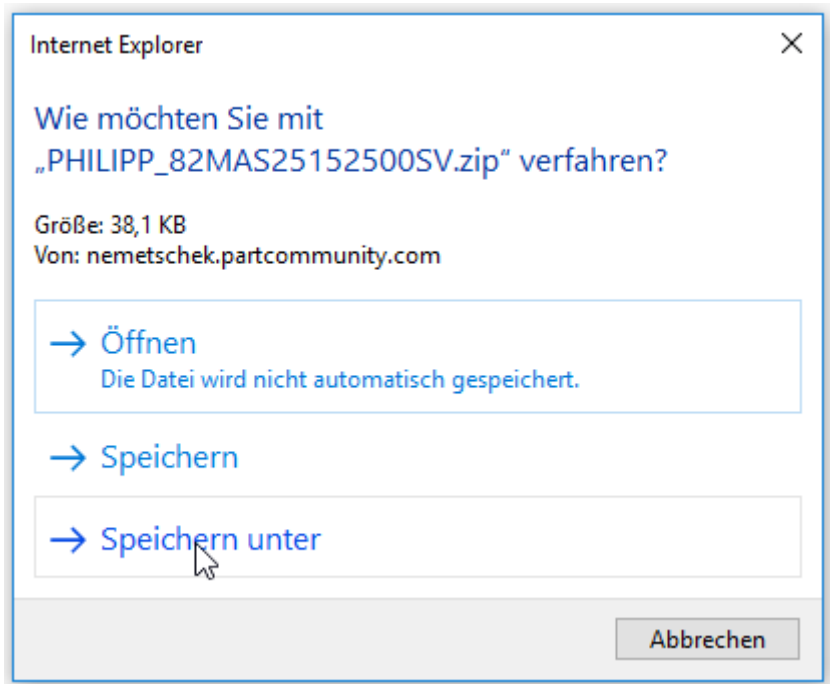 Internet Explorer
Wie möchten Sie mit
„PHILIPP_82MAS25152500SV.zip“ verfahren?
Größe: 38,1 KB
Von: nemetschek.partcommunity.com
Öffnen
Die Datei wird nicht automatisch gespeichert.
Speichern
Speichern unter
Abbrechen